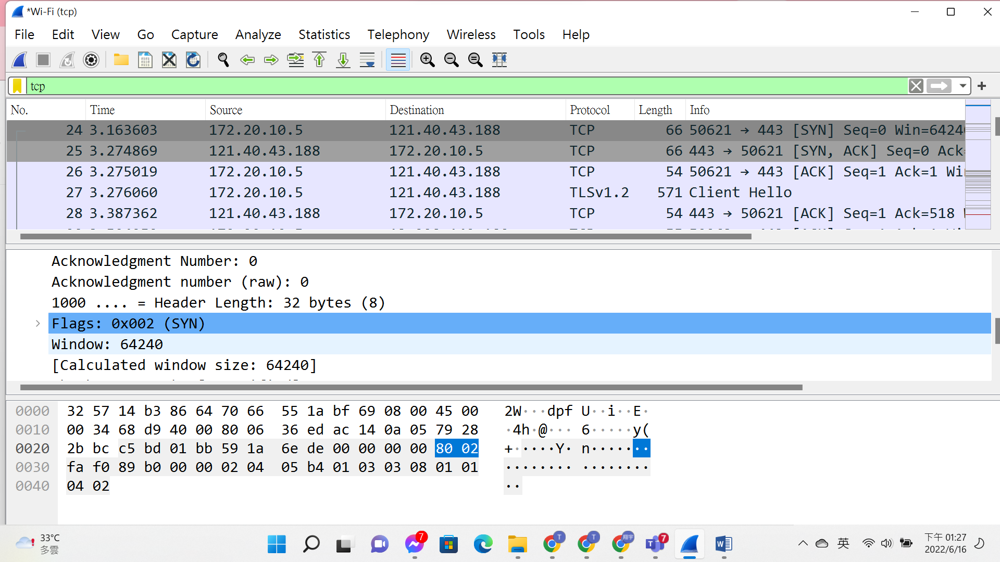 *Wi-Fi (tcp)
File Edit View Go Capture Analyze Statistics Telephony Wireless Tools Help
tcp
No. Time Source Destination Protocol Length Info
24 3.163603 172.20.10.5 121.40.43.188 TCP 66 50621 → 443 [SYN] Seq=0 Win=6424
25 3.274869 121.40.43.188 172.20.10.5 TCP 66 443 → 50621 [SYN, ACK] Seq=0 Ack=
26 3.275019 172.20.10.5 121.40.43.188 TCP 54 50621 → 443 [ACK] Seq=1 Ack=1 Wi
27 3.276060 172.20.10.5 121.40.43.188 TLSv1.2 571 Client Hello
28 3.387362 121.40.43.188 172.20.10.5 TCP 54 443 → 50621 [ACK] Seq=1 Ack=518
Acknowledgment Number: 0
Acknowledgment number (raw): 0
1000 .... = Header Length: 32 bytes (8)
Flags: 0x002 (SYN)
Window: 64240
[Calculated window size: 64240]
0000 32 57 14 b3 86 64 70 66 55 1a bf 69 08 00 45 00 2W···dpf U··i··E·
0010 00 34 68 d9 40 00 80 06 36 ed ac 14 0a 05 79 28 ·4h·@··· 6·····y(
0020 2b bc c5 bd 01 bb 59 1a 6e de 00 00 00 00 80 02 +·····Y· n·······
0030 fa f0 89 b0 00 00 02 04 05 b4 01 03 03 08 01 01 ········ ········
0040 04 02 ··
33°C
多雲
7
T
T
翔宇
7
英
下午 01:27
2022/6/16